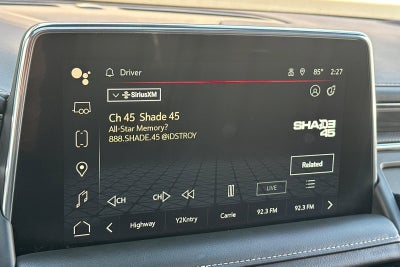 Driver
85° 2:27
SiriusXM
Ch 45 Shade 45
All-Star Memory?
888.SHADE.45 @iDSTROY
SHADE
45
Related
CH
CH
LIVE
Highway
Y2Kntry
Carrie
92.3 FM
92.3 FM